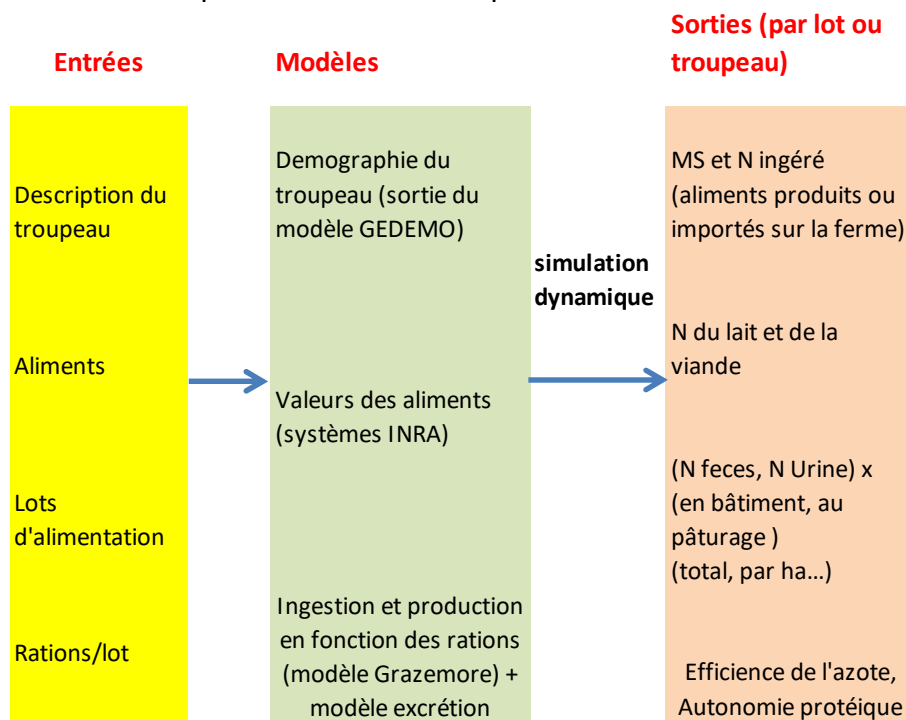 Sorties (par lot ou
troupeau)
Entrées
Modèles
Description du
troupeau
Aliments
Lots
d'alimentation
Rations/lot
Demographie du
troupeau (sortie du
modèle GEDEMO)
Valeurs des aliments
(systèmes INRA)
Ingestion et production
en fonction des rations
(modèle Grazemore) +
modèle excrétion
simulation
dynamique
MS et N ingéré
(aliments produits ou
importés sur la ferme)
N du lait et de la
viande
(N feces, N Urine) x
(en bâtiment, au
pâturage )
(total, par ha...)
Efficience de l'azote,
Autonomie protéique